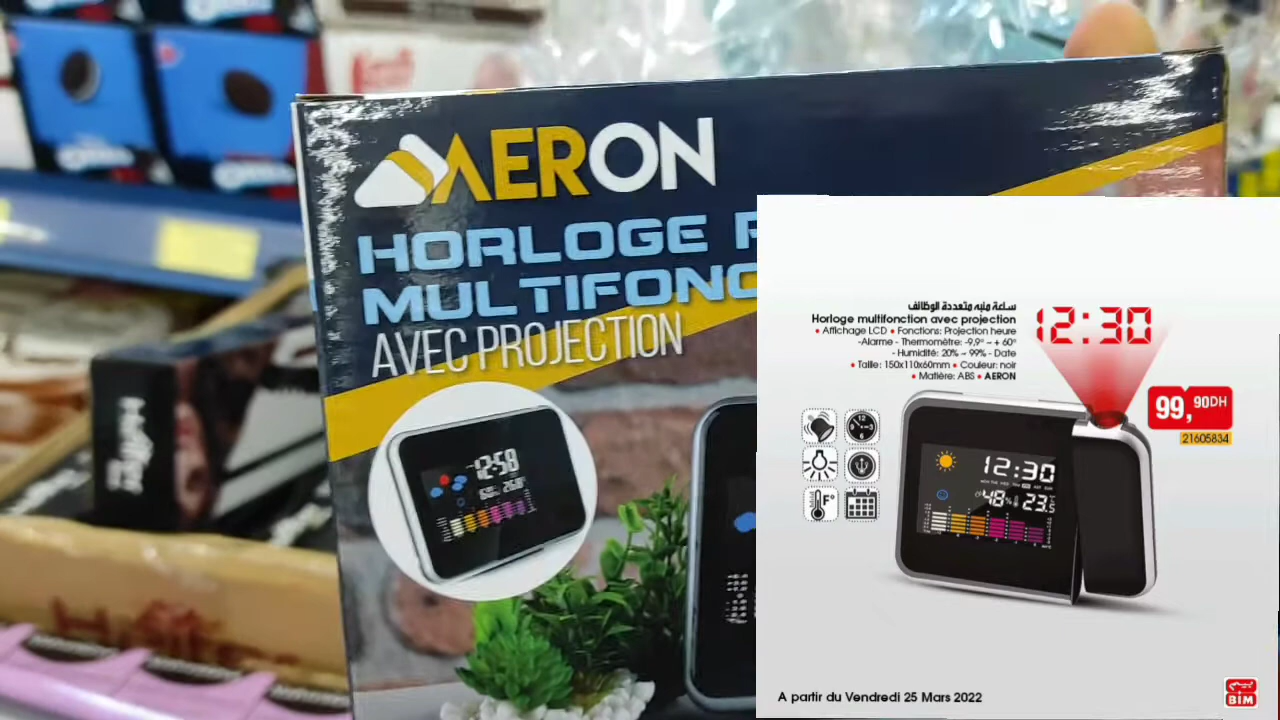 AERON
HORLOGE
MULTIFONC
AVEC PROJECTION
12:58
ساعة منبه متعددة الوظائف
Horloge multifonction avec projection
• Affichage LCD • Fonctions: Projection heure
-Alarme - Thermomètre: -9,9° ~ + 60°
- Humidité: 20% ~ 99% - Date
• Taille: 150x110x60mm • Couleur: noir
• Matière: ABS • AERON
12:30
99,90DH
21605834
F°
12:30
48% 23.5
A partir du Vendredi 25 Mars 2022
BIM